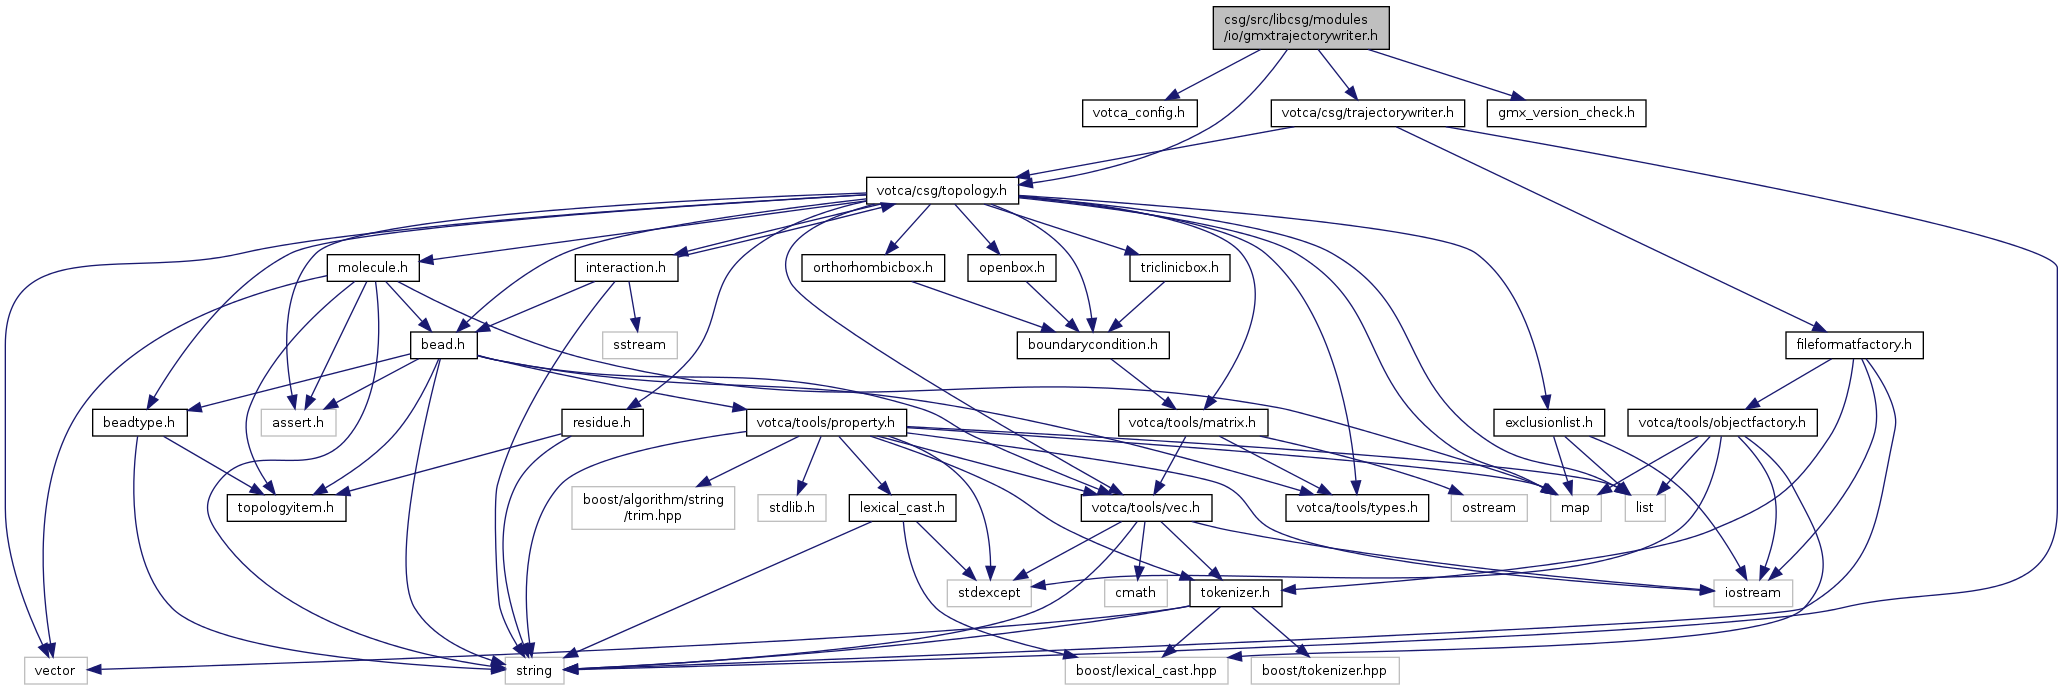 csg/src/libcsg/modules
/io/gmxtrajectorywriter.h
votca_config.h
votca/csg/trajectorywriter.h
gmx_version_check.h
votca/csg/topology.h
molecule.h
interaction.h
orthorhombicbox.h
openbox.h
triclinicbox.h
bead.h
sstream
boundarycondition.h
fileformatfactory.h
beadtype.h
assert.h
residue.h
votca/tools/property.h
votca/tools/matrix.h
exclusionlist.h
votca/tools/objectfactory.h
topologyitem.h
boost/algorithm/string
/trim.hpp
stdlib.h
lexical_cast.h
votca/tools/vec.h
votca/tools/types.h
ostream
map
list
stdexcept
cmath
tokenizer.h
iostream
vector
string
boost/lexical_cast.hpp
boost/tokenizer.hpp